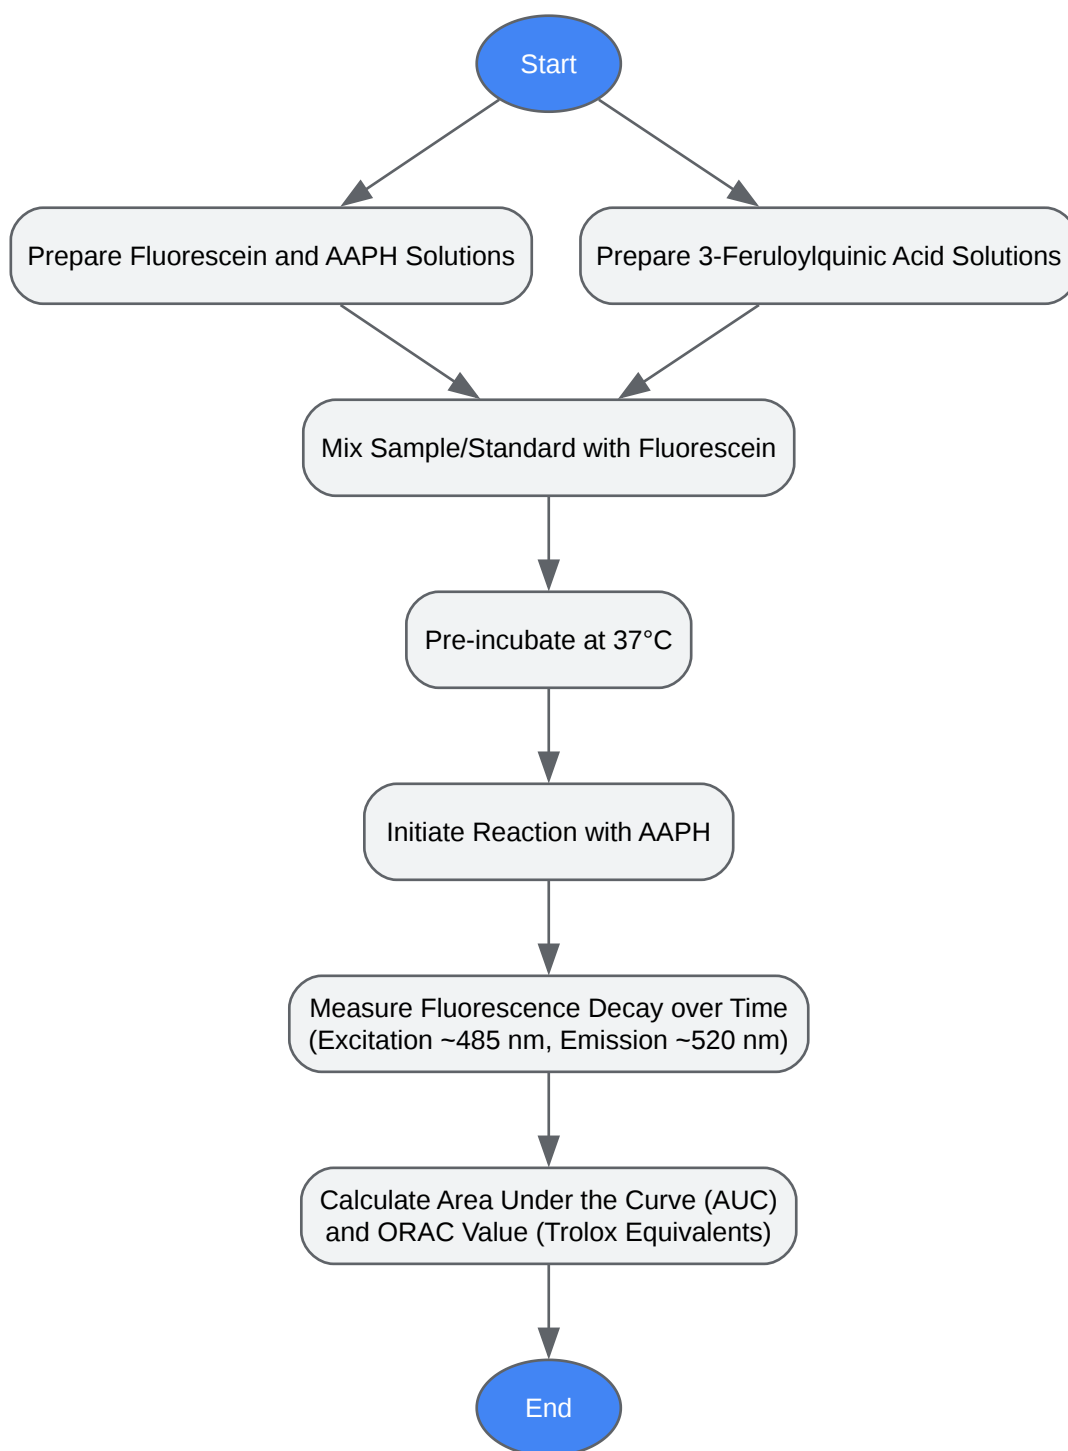 Start
Prepare Fluorescein and AAPH Solutions
Prepare 3-Feruloylquinic Acid Solutions
Mix Sample/Standard with Fluorescein
Pre-incubate at 37°C
Initiate Reaction with AAPH
Measure Fluorescence Decay over Time
(Excitation ~485 nm, Emission ~520 nm)
Calculate Area Under the Curve (AUC)
and ORAC Value (Trolox Equivalents)
End